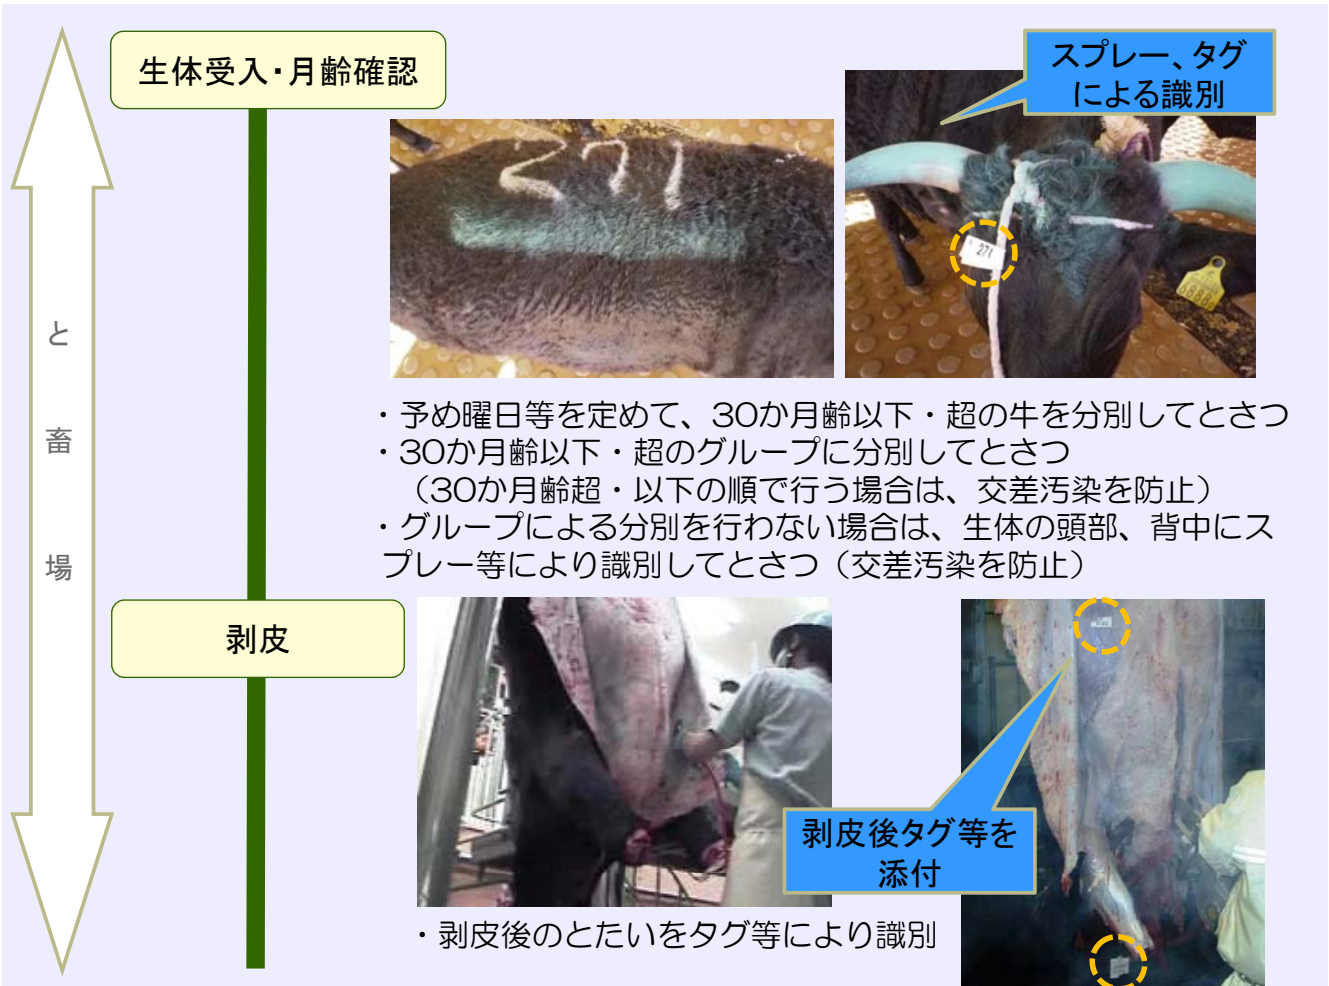 生体受入・月齢確認
スプレー、タグ
による識別
271
271
・予め曜日等を定めて、30か月齢以下・超の牛を分別してとさつ
・30か月齢以下・超のグループに分別してとさつ
（30か月齢超・以下の順で行う場合は、交差汚染を防止）
・グループによる分別を行わない場合は、生体の頭部、背中にス
プレー等により識別してとさつ（交差汚染を防止）
と畜場
剥皮
剥皮後タグ等を
添付
・剥皮後のとたいをタグ等により識別